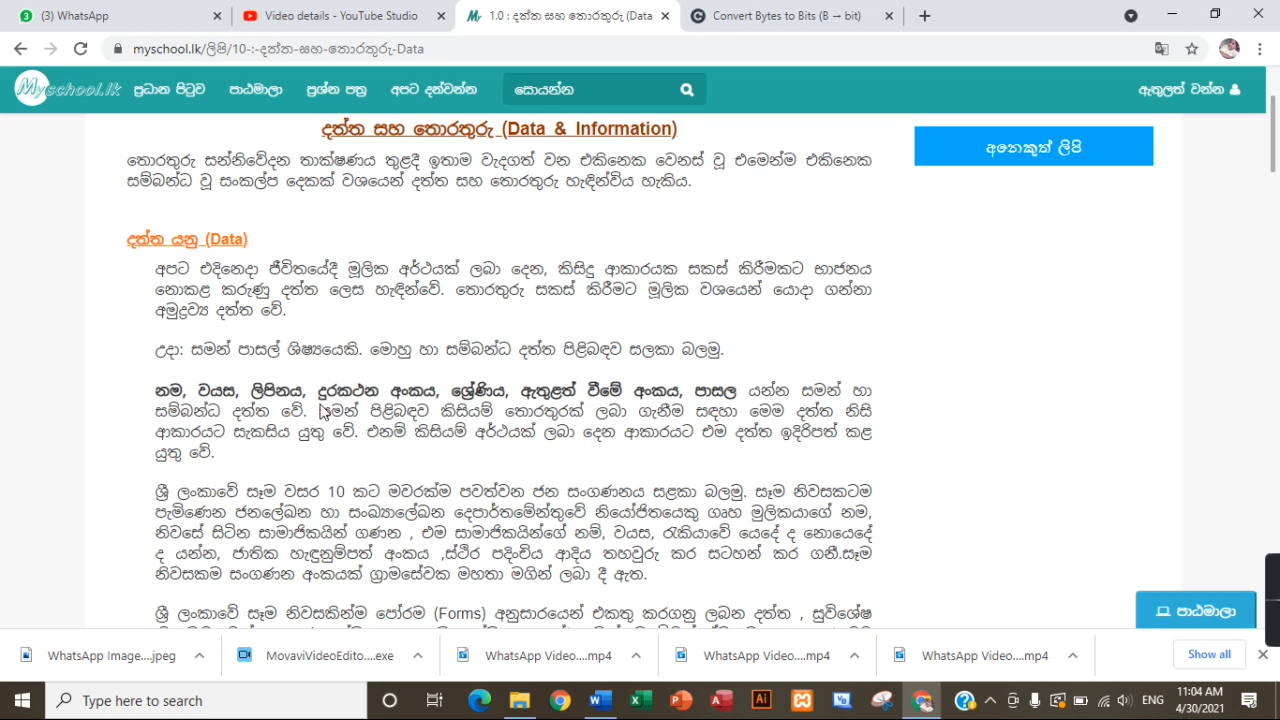 (3) WhatsApp
Video details - YouTube Studio
1.0 : දත්ත සහ තොරතුරු (Data
Convert Bytes to Bits (B → bit)
myschool.lk/ලිපි/10-:-දත්ත-සහ-තොරතුරු-Data
Myschool.lk
ප්‍රධාන පිටුව
පාඨමාලා
ප්‍රශ්න පත්‍ර
අපට දන්වන්න
සොයන්න
ඇතුලත් වන්න
දත්ත සහ තොරතුරු (Data & Information)
අනෙකුත් ලිපි
තොරතුරු සන්නිවේදන තාක්ෂණය තුළදී ඉතාම වැදගත් වන එකිනෙක වෙනස් වූ එමෙන්ම එකිනෙක
සම්බන්ධ වූ සංකල්ප දෙකක් වශයෙන් දත්ත සහ තොරතුරු හැඳින්විය හැකිය.
දත්ත යනු (Data)
අපට එදිනෙදා ජීවිතයේදී මූලික අර්ථයක් ලබා දෙන, කිසිදු ආකාරයක සකස් කිරීමකට භාජනය
නොකළ කරුණු දත්ත ලෙස හැඳින්වේ. තොරතුරු සකස් කිරීමට මූලික වශයෙන් යොදා ගන්නා
අමුද්‍රව්‍ය දත්ත වේ.
උදා: සමන් පාසල් ශිෂ්‍යයෙකි. මොහු හා සම්බන්ධ දත්ත පිළිබඳව සලකා බලමු.
නම, වයස, ලිපිනය, දුරකථන අංකය, ශ්‍රේණිය, ඇතුළත් වීමේ අංකය, පාසල යන්න සමන් හා
සම්බන්ධ දත්ත වේ. සමන් පිළිබඳව කිසියම් තොරතුරක් ලබා ගැනීම සඳහා මෙම දත්ත නිසි
ආකාරයට සැකසිය යුතු වේ. එනම් කිසියම් අර්ථයක් ලබා දෙන ආකාරයට එම දත්ත ඉදිරිපත් කළ
යුතු වේ.
ශ්‍රී ලංකාවේ සෑම වසර 10 කට මවරක්ම පවත්වන ජන සංගණනය සළකා බලමු. සෑම නිවසකටම
පැමිණෙන ජනලේඛන හා සංඛ්‍යාලේඛන දෙපාර්තමේන්තුවේ නියෝජිතයෙකු ගෘහ මුලිකයාගේ නම,
නිවසේ සිටින සාමාජිකයින් ගණන , එම සාමාජිකයින්ගේ නම්, වයස, රැකියාවේ යෙදේ ද නොයෙදේ
ද යන්න, ජාතික හැඳුනුම්පත් අංකය ,ස්ථිර පදිංචිය ආදිය තහවුරු කර සටහන් කර ගනී.සෑම
නිවසකම සංගණන අංකයක් ග්‍රාමසේවක මහතා මගින් ලබා දී ඇත.
ශ්‍රී ලංකාවේ සෑම නිවසකින්ම පෝරම (Forms) අනුසාරයෙන් එකතු කරගනු ලබන දත්ත , සුවිශේෂ
පාඨමාලා
WhatsApp Image....jpeg
MovaviVideoEdito....exe
WhatsApp Video....mp4
WhatsApp Video....mp4
WhatsApp Video....mp4
Show all
Type here to search
ENG
11:04 AM
4/30/2021